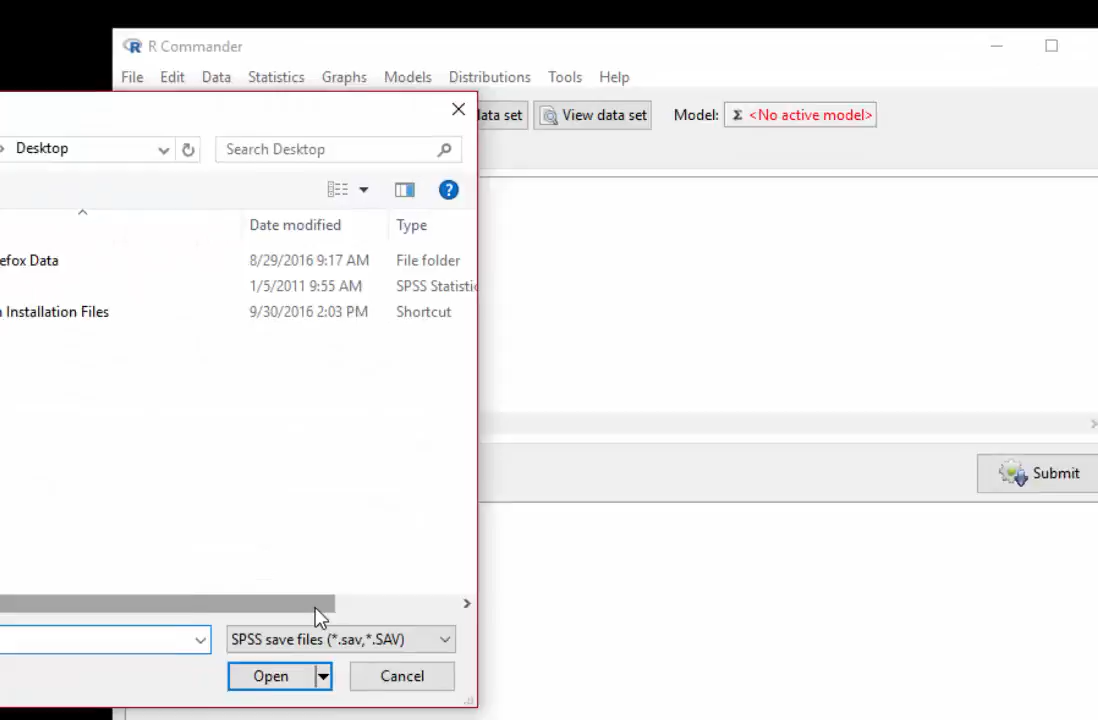 R Commander
File Edit Data Statistics Graphs Models Distributions Tools Help
data set View data set Model: Σ <No active model>
Desktop Search Desktop
Date modified Type
efox Data 8/29/2016 9:17 AM File folder
1/5/2011 9:55 AM SPSS Statistic
Installation Files 9/30/2016 2:03 PM Shortcut
Submit
SPSS save files (*.sav,*.SAV)
Open Cancel